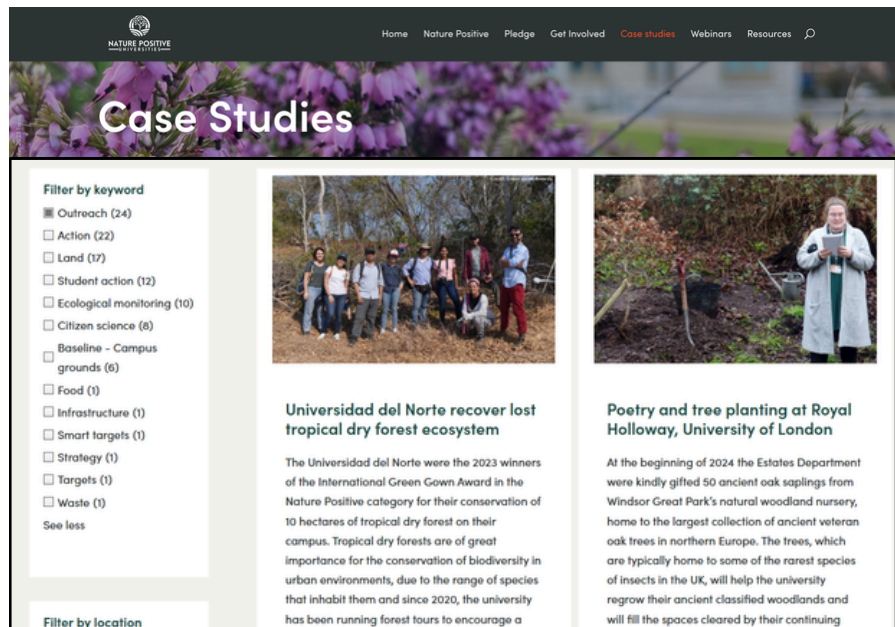 NATURE POSITIVE
UNIVERSITIES
Home Nature Positive Pledge Get Involved Case studies Webinars Resources
Case Studies
Filter by keyword
Outreach (24)
Action (22)
Land (17)
Student action (12)
Ecological monitoring (10)
Citizen science (8)
Baseline - Campus
grounds (6)
Food (1)
Infrastructure (1)
Smart targets (1)
Strategy (1)
Targets (1)
Waste (1)
See less
Filter by location
Universidad del Norte recover lost
tropical dry forest ecosystem
The Universidad del Norte were the 2023 winners
of the International Green Gown Award in the
Nature Positive category for their conservation of
10 hectares of tropical dry forest on their
campus. Tropical dry forests are of great
importance for the conservation of biodiversity in
urban environments, due to the range of species
that inhabit them and since 2020, the university
has been running forest tours to encourage a
Poetry and tree planting at Royal
Holloway, University of London
At the beginning of 2024 the Estates Department
were kindly gifted 50 ancient oak saplings from
Windsor Great Park's natural woodland nursery,
home to the largest collection of ancient veteran
oak trees in northern Europe. The trees, which
are typically home to some of the rarest species
of insects in the UK, will help the university
regrow their ancient classified woodlands and
will fill the spaces cleared by their continuing